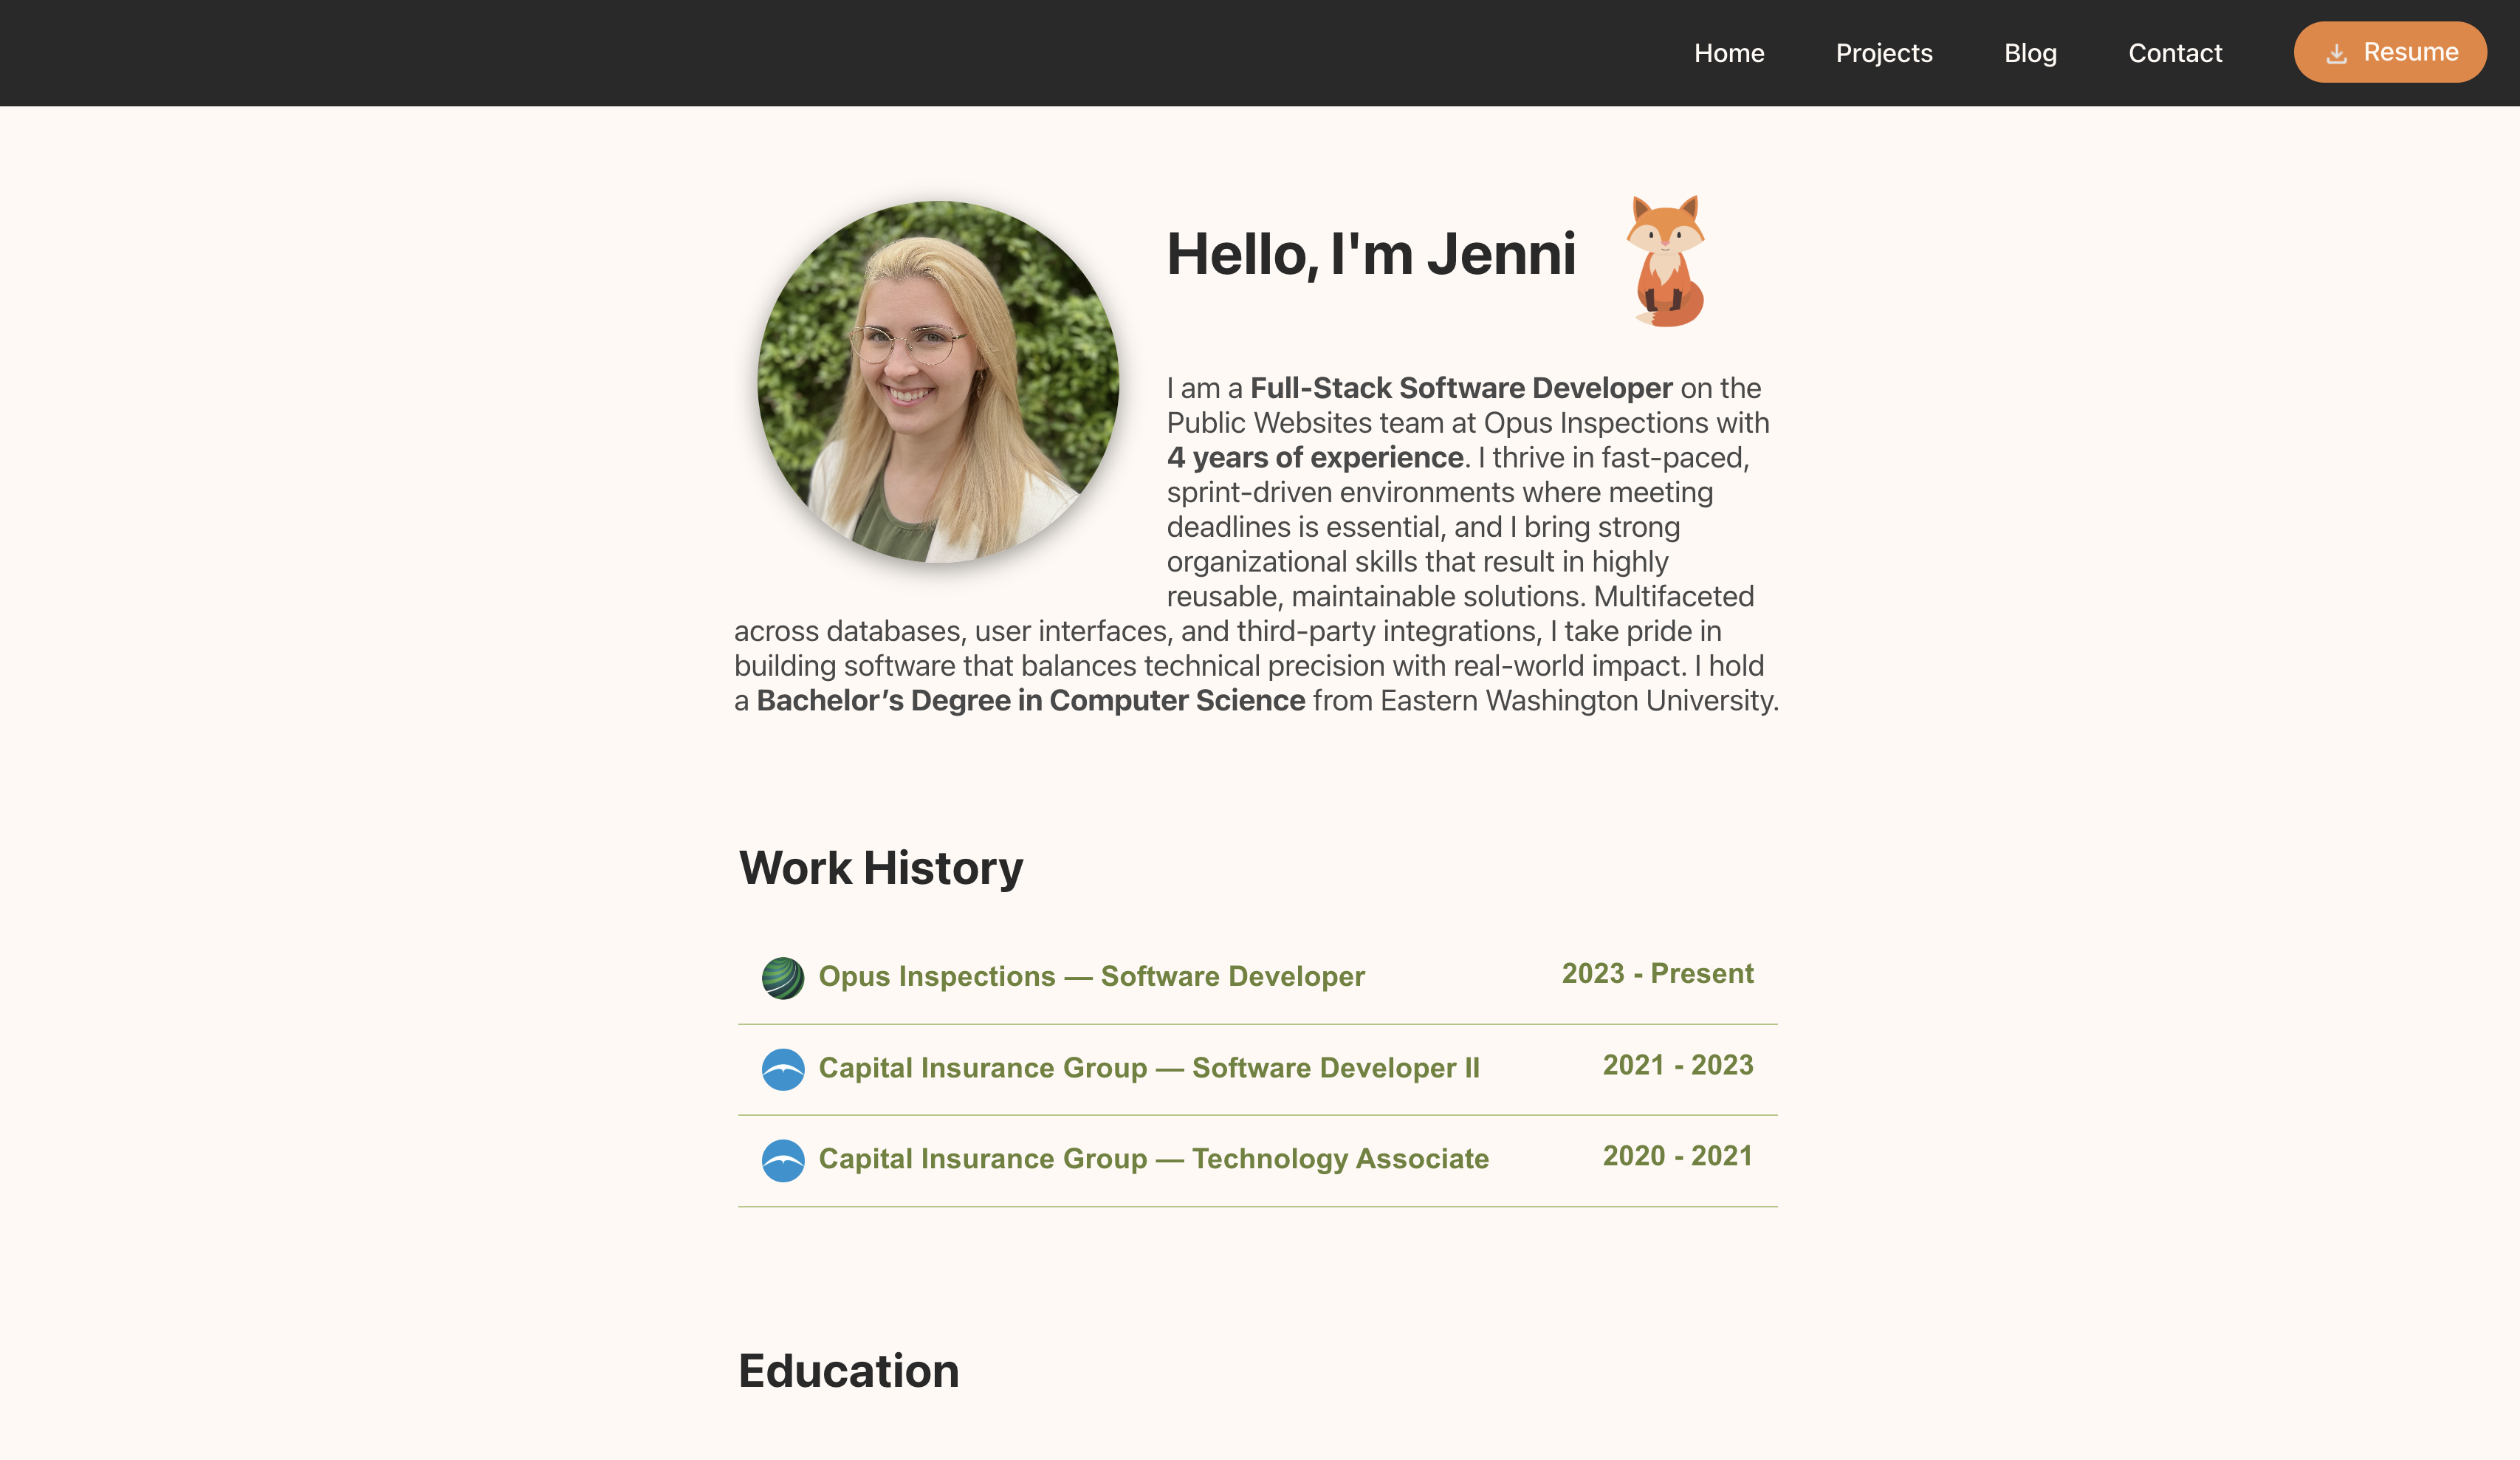 Home Projects Blog Contact Resume
Hello, I'm Jenni
I am a Full-Stack Software Developer on the
Public Websites team at Opus Inspections with
4 years of experience. I thrive in fast-paced,
sprint-driven environments where meeting
deadlines is essential, and I bring strong
organizational skills that result in highly
reusable, maintainable solutions. Multifaceted
across databases, user interfaces, and third-party integrations, I take pride in
building software that balances technical precision with real-world impact. I hold
a Bachelor’s Degree in Computer Science from Eastern Washington University.
Work History
Opus Inspections — Software Developer 2023 - Present
Capital Insurance Group — Software Developer II 2021 - 2023
Capital Insurance Group — Technology Associate 2020 - 2021
Education